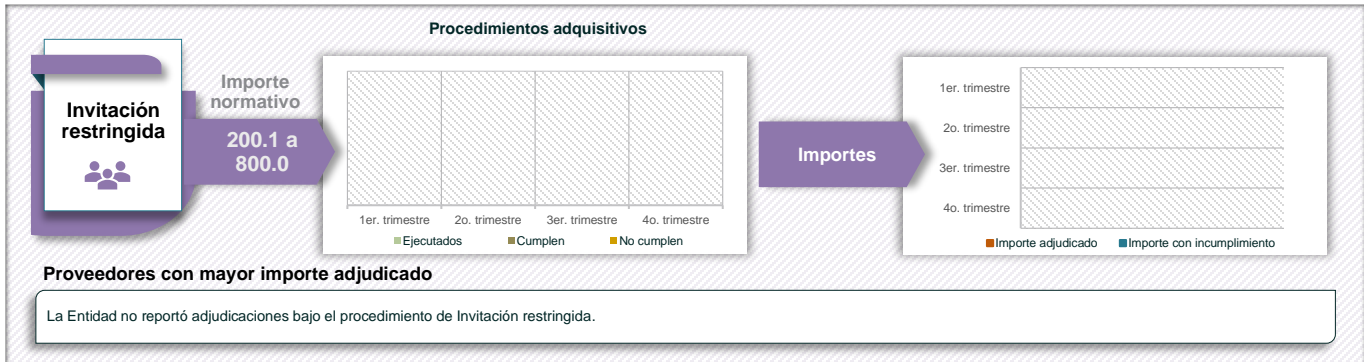 Procedimientos adquisitivos
Invitación
restringida
Importe
normativo
200.1 a
800.0
1er. trimestre 2o. trimestre 3er. trimestre 4o. trimestre
Ejecutados Cumplen No cumplen
Importes
1er. trimestre
2o. trimestre
3er. trimestre
4o. trimestre
Importe adjudicado Importe con incumplimiento
Proveedores con mayor importe adjudicado
La Entidad no reportó adjudicaciones bajo el procedimiento de Invitación restringida.